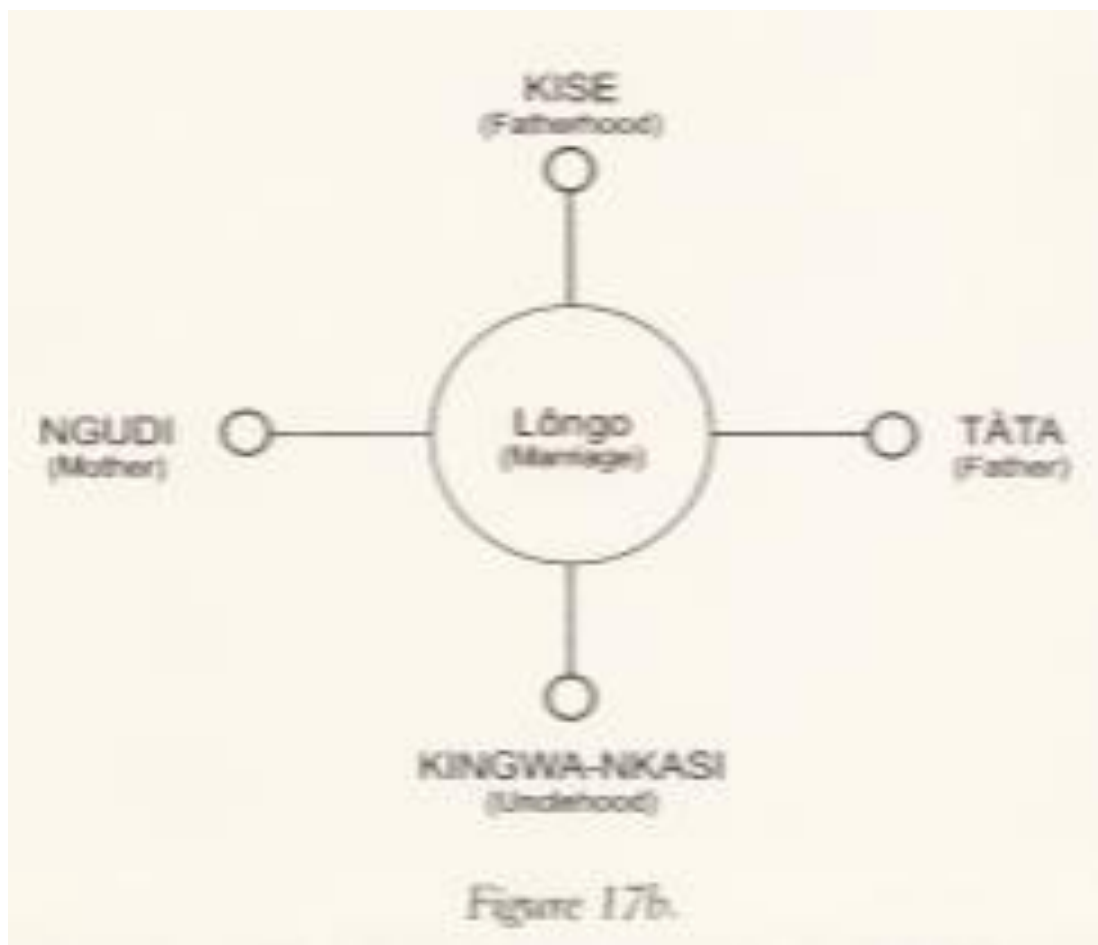 KISE
(Fatherhood)
NGUDI
(Mother)
Lôngo
(Marriage)
TÀTA
(Father)
KINGWA-NKASI
(Unclehood)
Figure 17b.